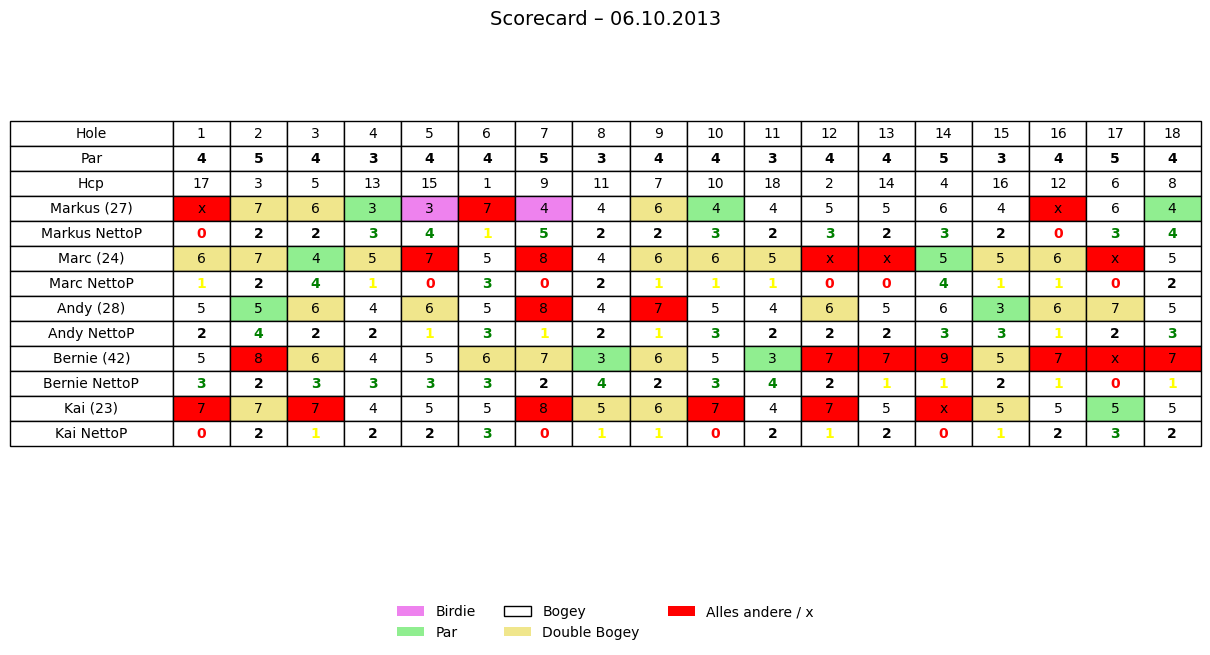 Scorecard – 06.10.2013
Hole 1 2 3 4 5 6 7 8 9 10 11 12 13 14 15 16 17 18
Par 4 5 4 3 4 4 5 3 4 4 3 4 4 5 3 4 5 4
Hcp 17 3 5 13 15 1 9 11 7 10 18 2 14 4 16 12 6 8
Markus (27) x 7 6 3 3 7 4 4 6 4 4 5 5 6 4 x 6 4
Markus NettoP 0 2 2 3 4 1 5 2 2 3 2 3 2 3 2 0 3 4
Marc (24) 6 7 4 5 7 5 8 4 6 6 5 x x 5 5 6 x 5
Marc NettoP 1 2 4 1 0 3 0 2 1 1 1 0 0 4 1 1 0 2
Andy (28) 5 5 6 4 6 5 8 4 7 5 4 6 5 6 3 6 7 5
Andy NettoP 2 4 2 2 1 3 1 2 1 3 2 2 2 3 3 1 2 3
Bernie (42) 5 8 6 4 5 6 7 3 6 5 3 7 7 9 5 7 x 7
Bernie NettoP 3 2 3 3 3 3 2 4 2 3 4 2 1 1 2 1 0 1
Kai (23) 7 7 7 4 5 5 8 5 6 7 4 7 5 x 5 5 5 5
Kai NettoP 0 2 1 2 2 3 0 1 1 0 2 1 2 0 1 2 3 2
Birdie Bogey Alles andere / x
Par Double Bogey